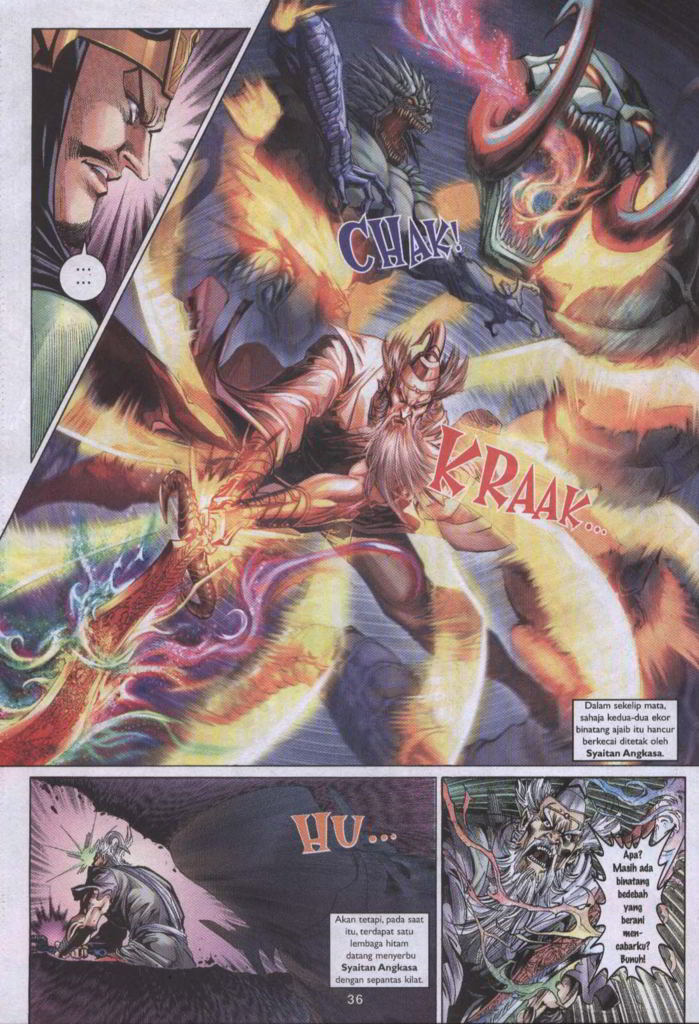 ...
...
CHAK!
KRAAK...
Dalam sekelip mata,
sahaja kedua-dua ekor
binatang ajaib itu hancur
berkecai ditetak oleh
Syaitan Angkasa.
HU...
Akan tetapi, pada saat
itu, terdapat satu
lembaga hitam
datang menyerbu
Syaitan Angkasa
dengan sepantas kilat.
Apa?
Masih ada
binatang
bedebah
yang
berani
men-
cabarku?
Bunuh!
36